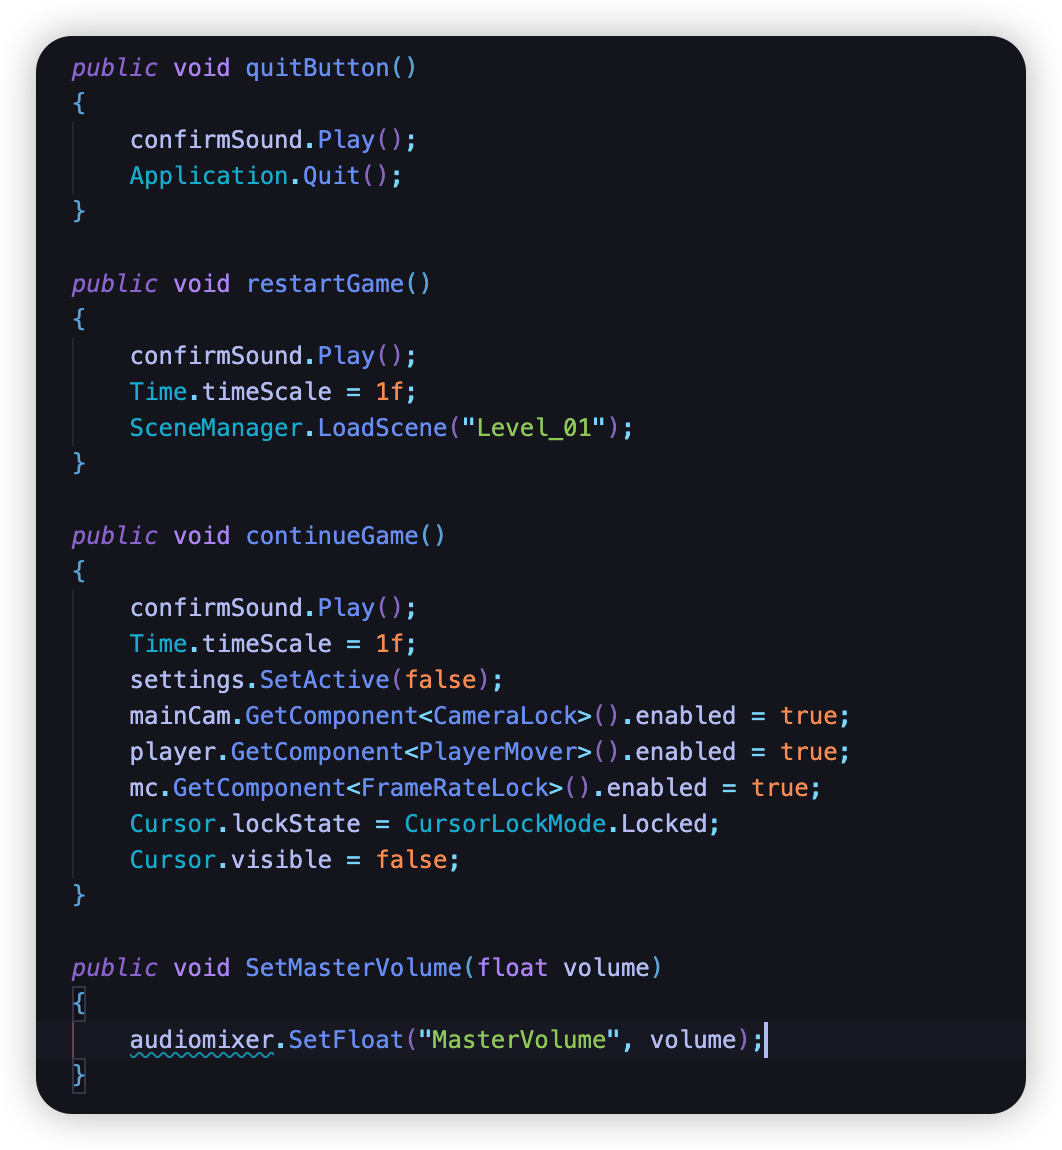 public void quitButton()
{
    confirmSound.Play();
    Application.Quit();
}

public void restartGame()
{
    confirmSound.Play();
    Time.timeScale = 1f;
    SceneManager.LoadScene("Level_01");
}

public void continueGame()
{
    confirmSound.Play();
    Time.timeScale = 1f;
    settings.SetActive(false);
    mainCam.GetComponent<CameraLock>().enabled = true;
    player.GetComponent<PlayerMover>().enabled = true;
    mc.GetComponent<FrameRateLock>().enabled = true;
    Cursor.lockState = CursorLockMode.Locked;
    Cursor.visible = false;
}

public void SetMasterVolume(float volume)
{
    audiomixer.SetFloat("MasterVolume", volume);
}